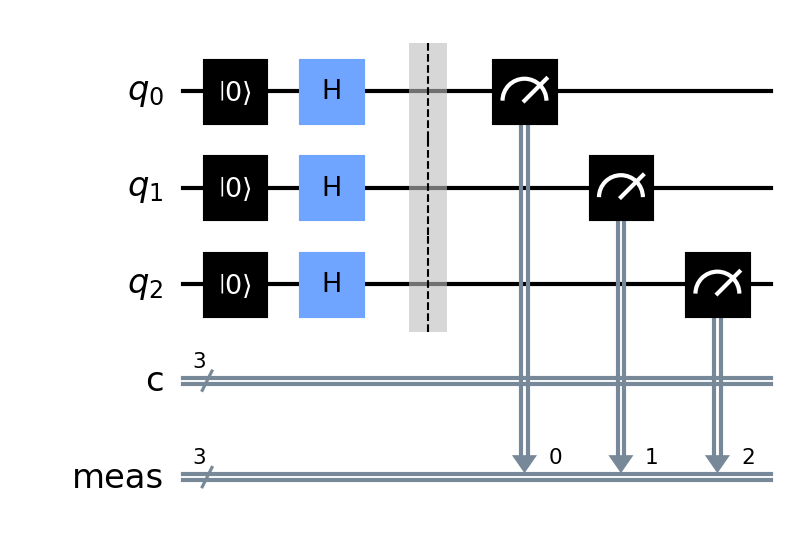 q0 |0⟩ H
q1 |0⟩ H
q2 |0⟩ H
3
c
3 0 1 2
meas